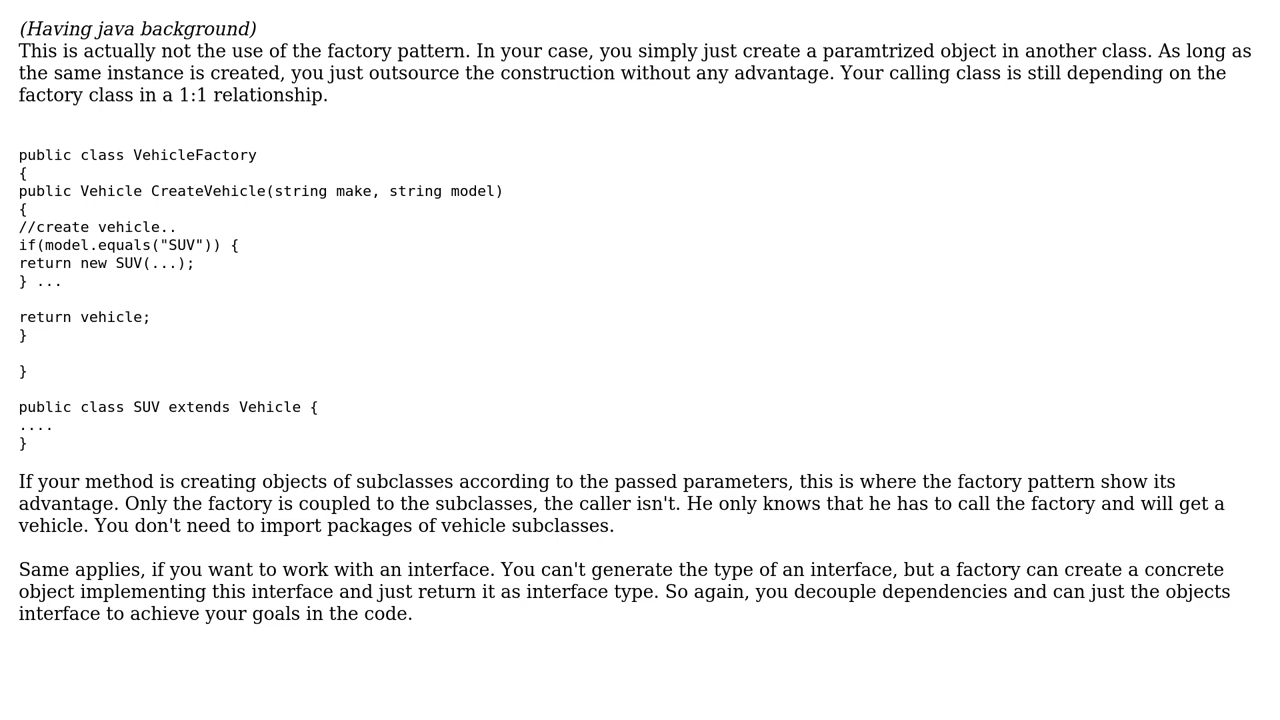 (Having java background)
This is actually not the use of the factory pattern. In your case, you simply just create a paramtrized object in another class. As long as
the same instance is created, you just outsource the construction without any advantage. Your calling class is still depending on the
factory class in a 1:1 relationship.
public class VehicleFactory
{
public Vehicle CreateVehicle(string make, string model)
{
//create vehicle..
if(model.equals("SUV")) {
return new SUV(...);
} ...
return vehicle;
}
}
public class SUV extends Vehicle {
....
}
If your method is creating objects of subclasses according to the passed parameters, this is where the factory pattern show its
advantage. Only the factory is coupled to the subclasses, the caller isn't. He only knows that he has to call the factory and will get a
vehicle. You don't need to import packages of vehicle subclasses.
Same applies, if you want to work with an interface. You can't generate the type of an interface, but a factory can create a concrete
object implementing this interface and just return it as interface type. So again, you decouple dependencies and can just the objects
interface to achieve your goals in the code.